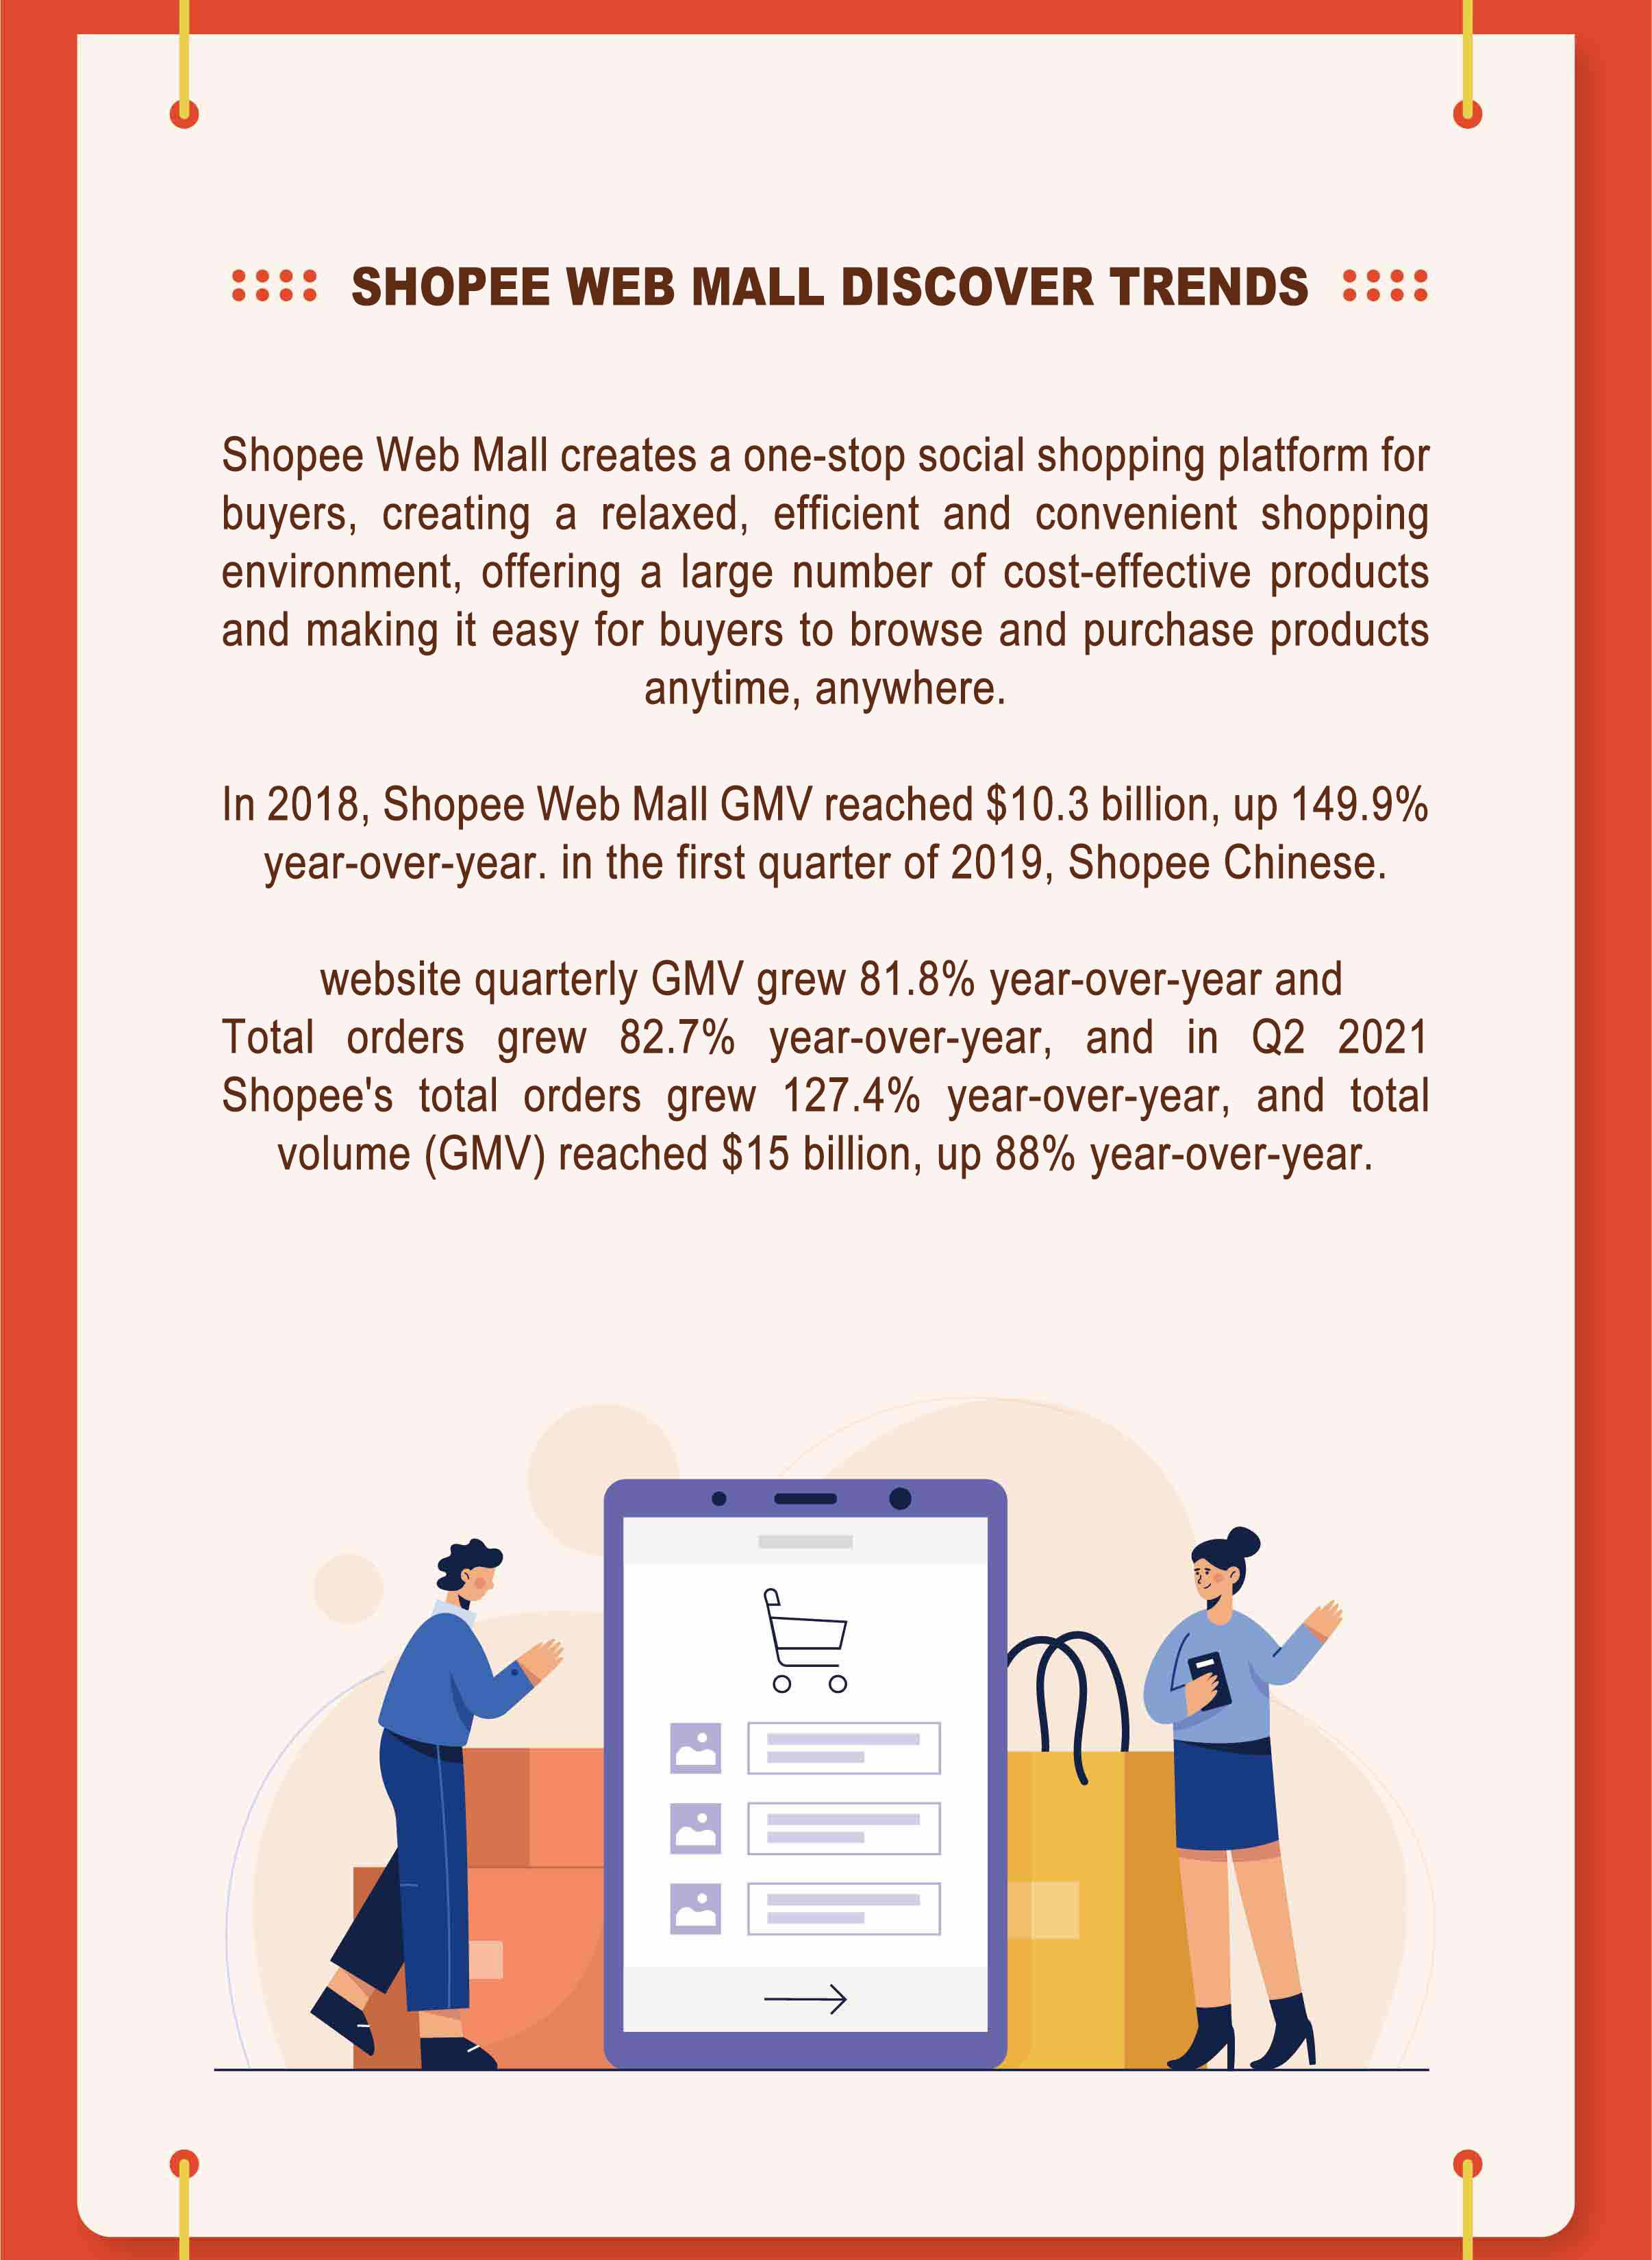 SHOPEE WEB MALL DISCOVER TRENDS
Shopee Web Mall creates a one-stop social shopping platform for
buyers, creating a relaxed, efficient and convenient shopping
environment, offering a large number of cost-effective products
and making it easy for buyers to browse and purchase products
anytime, anywhere.
In 2018, Shopee Web Mall GMV reached $10.3 billion, up 149.9%
year-over-year. in the first quarter of 2019, Shopee Chinese.
website quarterly GMV grew 81.8% year-over-year and
Total orders grew 82.7% year-over-year, and in Q2 2021
Shopee's total orders grew 127.4% year-over-year, and total
volume (GMV) reached $15 billion, up 88% year-over-year.